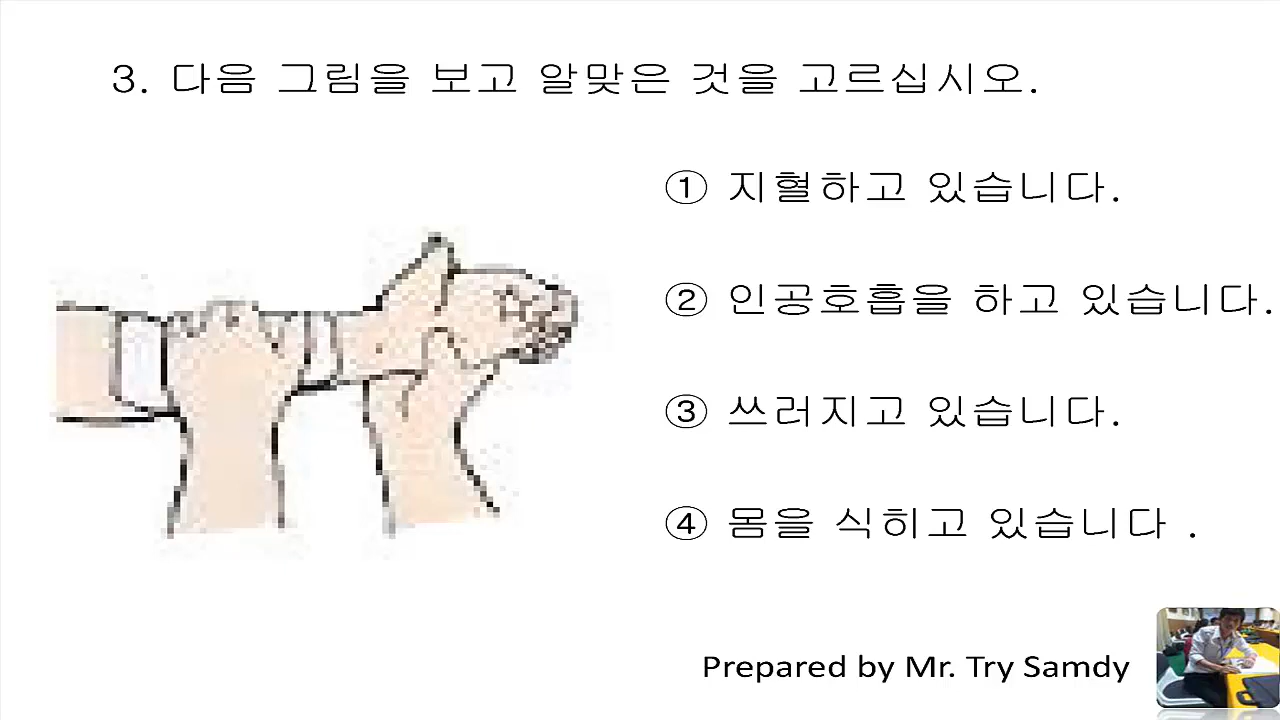 3. 다음 그림을 보고 알맞은 것을 고르십시오.
① 지혈하고 있습니다.
② 인공호흡을 하고 있습니다.
③ 쓰러지고 있습니다.
④ 몸을 식히고 있습니다 .
Prepared by Mr. Try Samdy